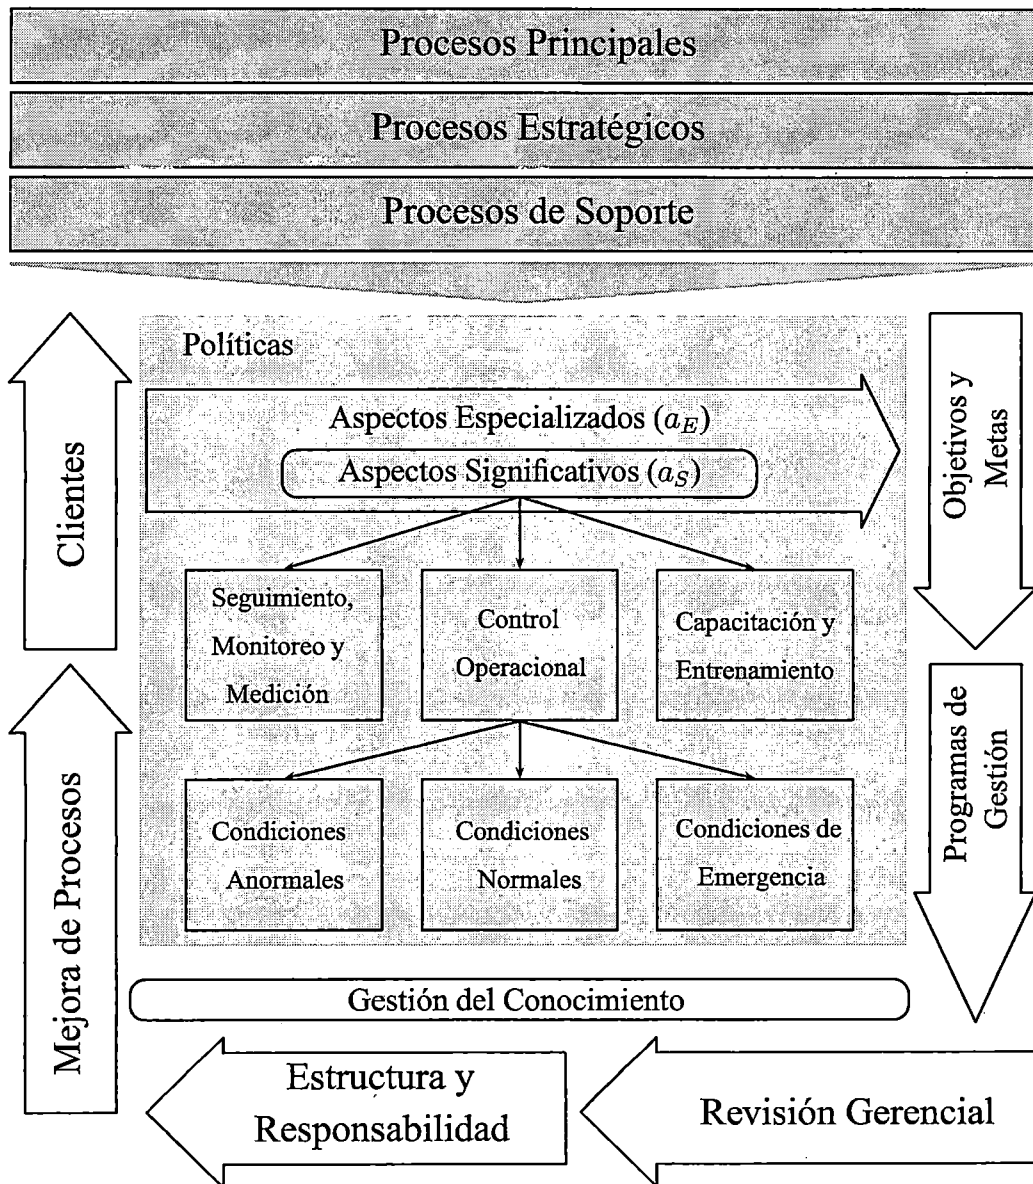 Procesos Principales
Procesos Estratégicos
Procesos de Soporte
Políticas
Aspectos Especializados (a_E)
Aspectos Significativos (a_S)
Seguimiento,
Monitoreo y
Medición
Control
Operacional
Capacitación y
Entrenamiento
Condiciones
Anormales
Condiciones
Normales
Condiciones de
Emergencia
Clientes
Mejora de Procesos
Objetivos y
Metas
Programas de
Gestión
Gestión del Conocimiento
Estructura y
Responsabilidad
Revisión Gerencial